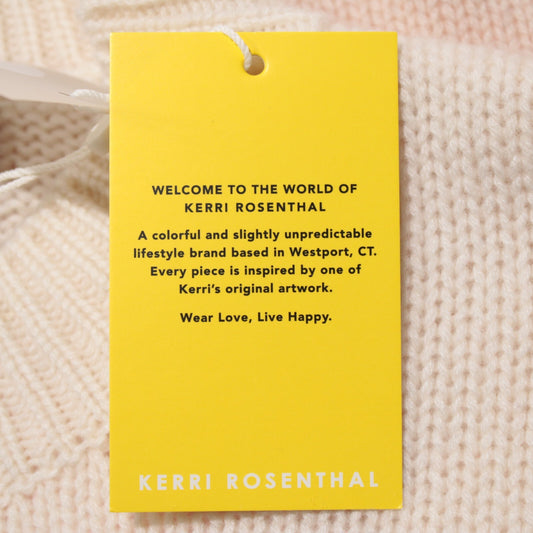 WELCOME TO THE WORLD OF
KERRI ROSENTHAL
A colorful and slightly unpredictable
lifestyle brand based in Westport, CT.
Every piece is inspired by one of
Kerri's original artwork.
Wear Love, Live Happy.
KERRI ROSENTHAL